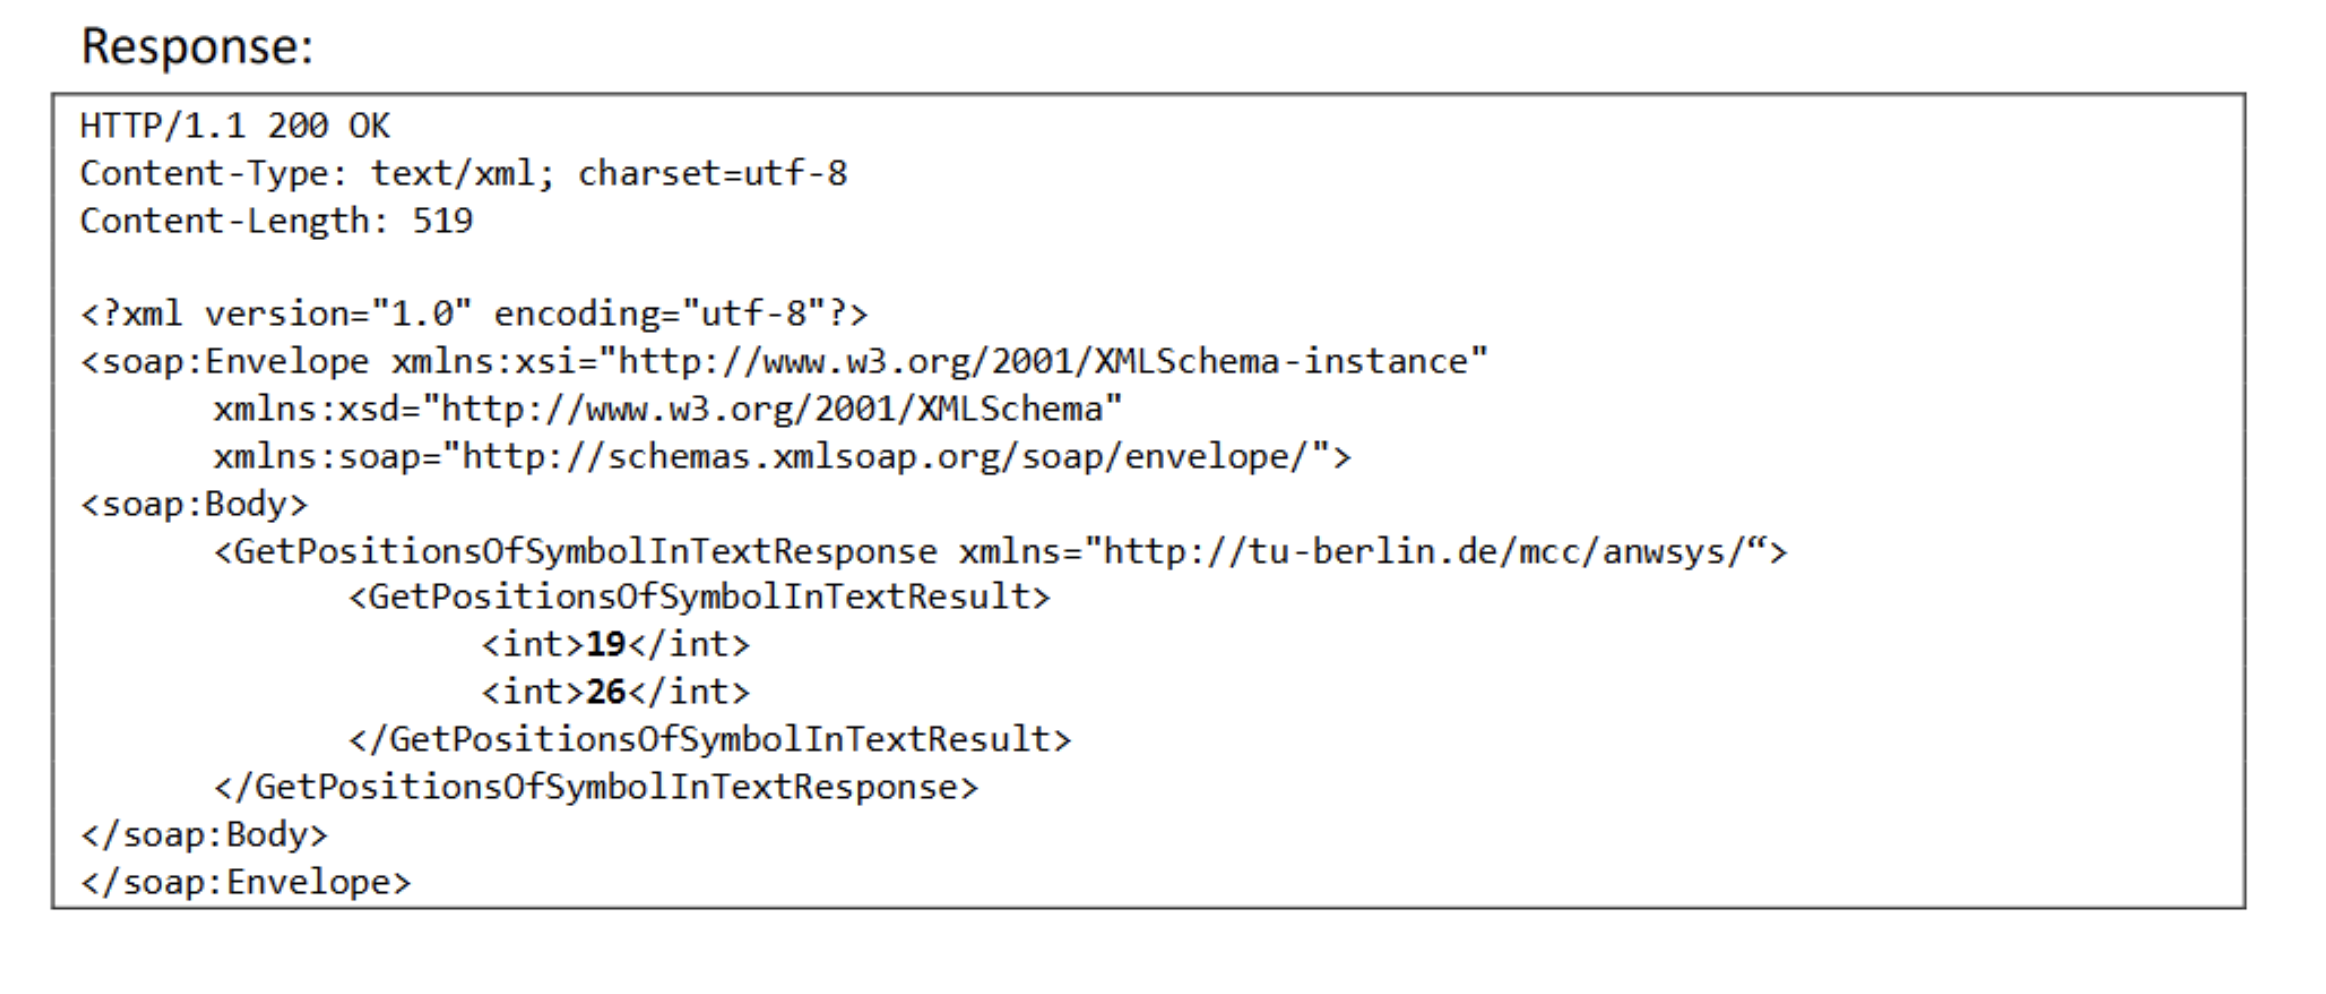 Response:
HTTP/1.1 200 OK
Content-Type: text/xml; charset=utf-8
Content-Length: 519
<?xml version="1.0" encoding="utf-8"?>
<soap:Envelope xmlns:xsi="http://www.w3.org/2001/XMLSchema-instance"
xmlns:xsd="http://www.w3.org/2001/XMLSchema"
xmlns:soap="http://schemas.xmlsoap.org/soap/envelope/">
<soap:Body>
<GetPositionsOfSymbolInTextResponse xmlns="http://tu-berlin.de/mcc/anwsys/“>
<GetPositionsOfSymbolInTextResult>
<int>19</int>
<int>26</int>
</GetPositionsOfSymbolInTextResult>
</GetPositionsOfSymbolInTextResponse>
</soap:Body>
</soap:Envelope>